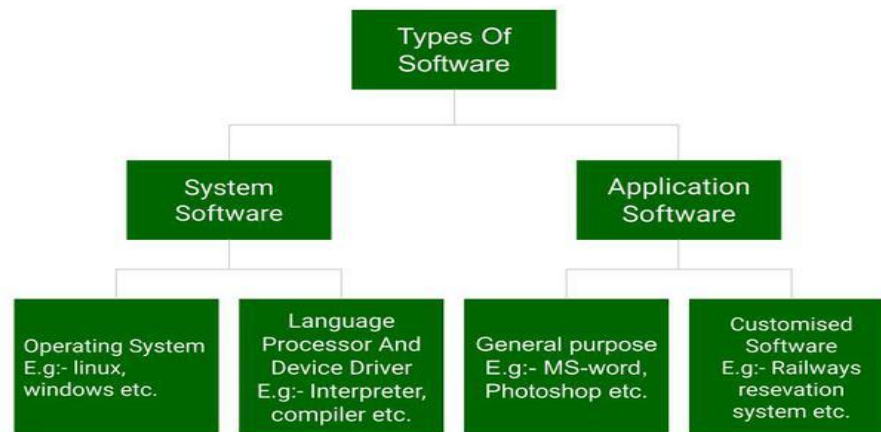 Types Of
Software
System
Software
Application
Software
Operating System
E.g:- linux,
windows etc.
Language
Processor And
Device Driver
E.g:- Interpreter,
compiler etc.
General purpose
E.g:- MS-word,
Photoshop etc.
Customised
Software
E.g:- Railways
resevation
system etc.